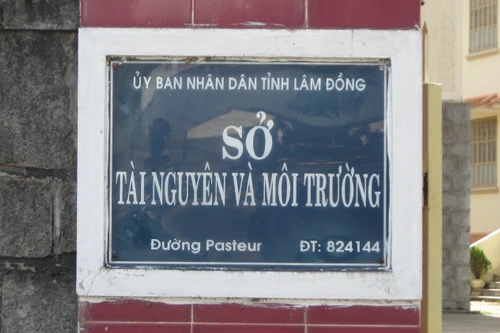 ỦY BAN NHÂN DÂN TỈNH LÂM ĐỒNG
SỞ
TÀI NGUYÊN VÀ MÔI TRƯỜNG
Đường Pasteur ĐT: 824144